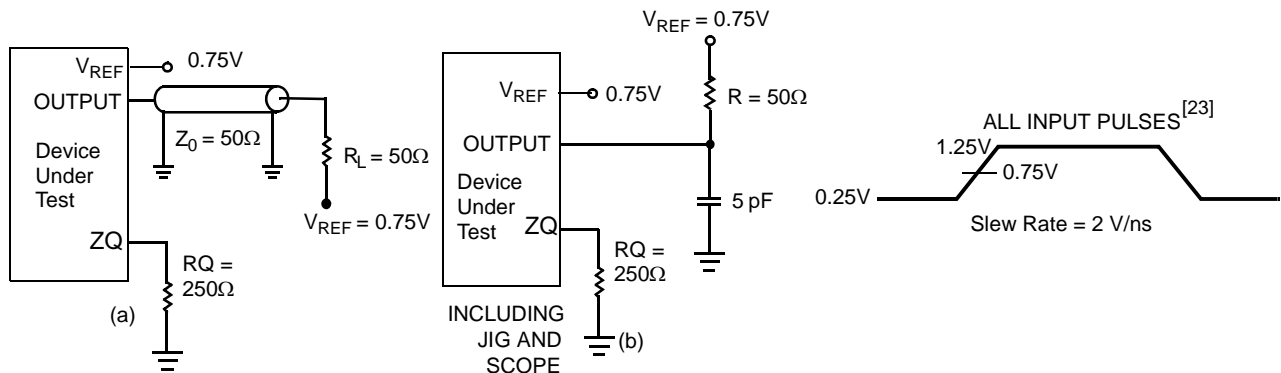 V_REF 0.75V
OUTPUT
Z_0 = 50Ω
Device
Under
Test
R_L = 50Ω
V_REF = 0.75V
ZQ
RQ =
250Ω
(a)
V_REF = 0.75V
V_REF 0.75V
R = 50Ω
OUTPUT
Device
Under
Test
5 pF
ZQ
RQ =
250Ω
INCLUDING
JIG AND
SCOPE
(b)
ALL INPUT PULSES[23]
1.25V
0.75V
0.25V
Slew Rate = 2 V/ns